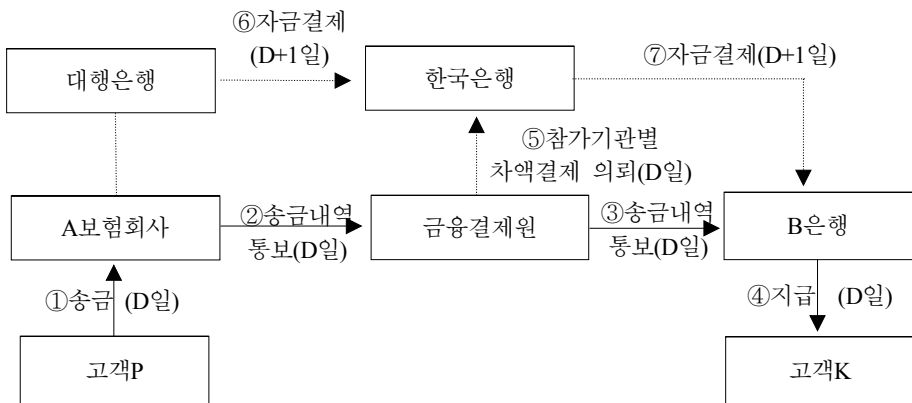 ⑥자금결제
(D+1일)
⑦자금결제(D+1일)
대행은행
한국은행
⑤참가기관별
차액결제 의뢰(D일)
A보험회사
②송금내역
통보(D일)
금융결제원
③송금내역
통보(D일)
B은행
①송금 (D일)
④지급 (D일)
고객P
고객K